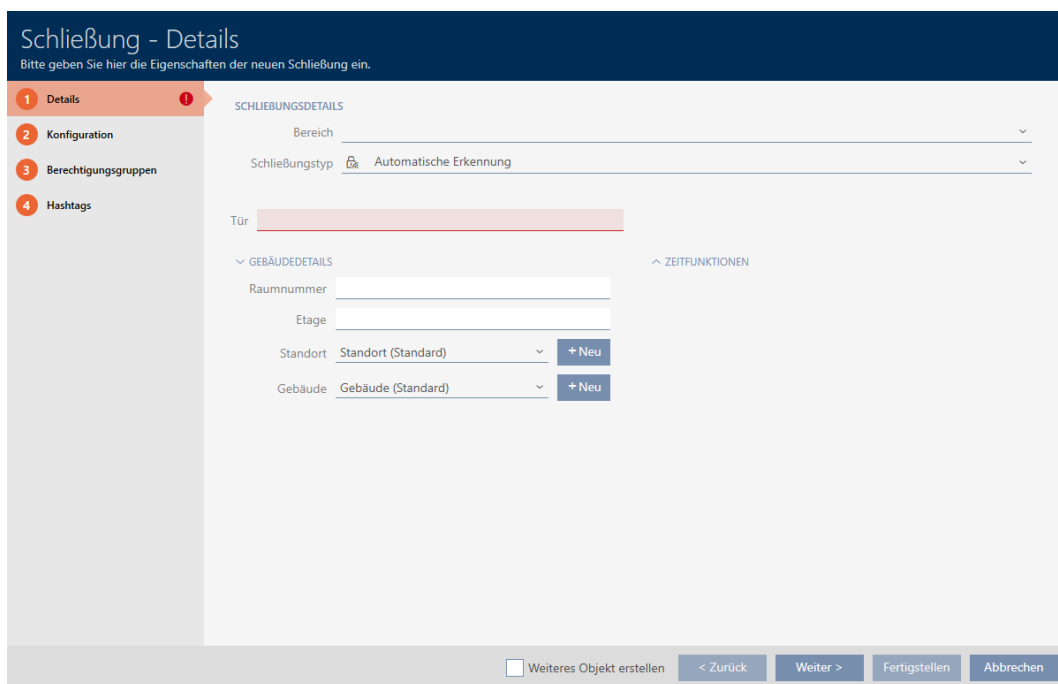 Schließung - Details
Bitte geben Sie hier die Eigenschaften der neuen Schließung ein.
1 Details !
2 Konfiguration
3 Berechtigungsgruppen
4 Hashtags
SCHLIEßUNGSDETAILS
Bereich
Schließungstyp Automatische Erkennung
Tür
GEBÄUDEDETAILS
ZEITFUNKTIONEN
Raumnummer
Etage
Standort Standort (Standard) +Neu
Gebäude Gebäude (Standard) +Neu
Weiteres Objekt erstellen < Zurück Weiter > Fertigstellen Abbrechen